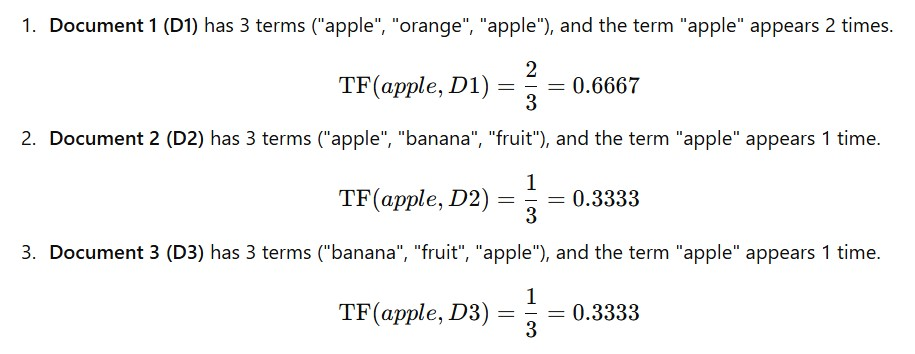 1. Document 1 (D1) has 3 terms ("apple", "orange", "apple"), and the term "apple" appears 2 times.
TF(apple, D1) = 2/3 = 0.6667
2. Document 2 (D2) has 3 terms ("apple", "banana", "fruit"), and the term "apple" appears 1 time.
TF(apple, D2) = 1/3 = 0.3333
3. Document 3 (D3) has 3 terms ("banana", "fruit", "apple"), and the term "apple" appears 1 time.
TF(apple, D3) = 1/3 = 0.3333